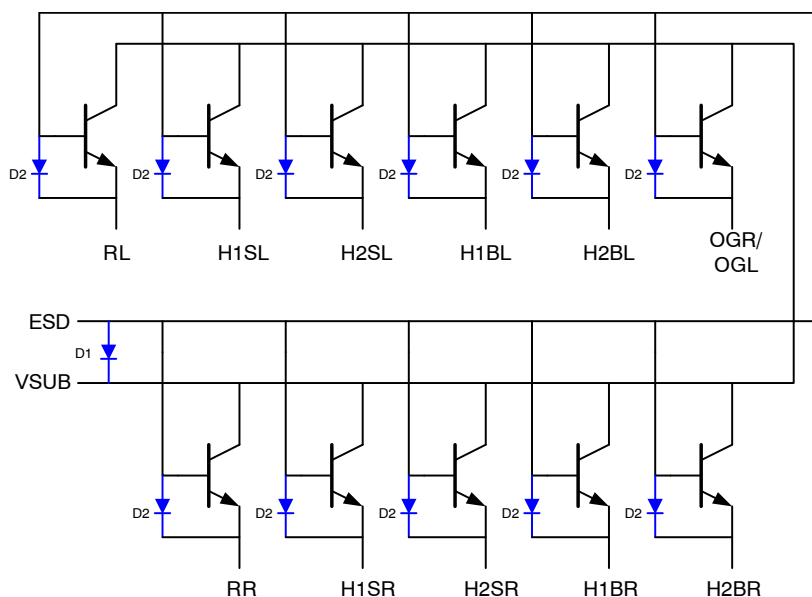 D2
D2
D2
D2
D2
D2
RL
H1SL
H2SL
H1BL
H2BL
OGR/
OGL
ESD
D1
VSUB
D2
D2
D2
D2
D2
RR
H1SR
H2SR
H1BR
H2BR